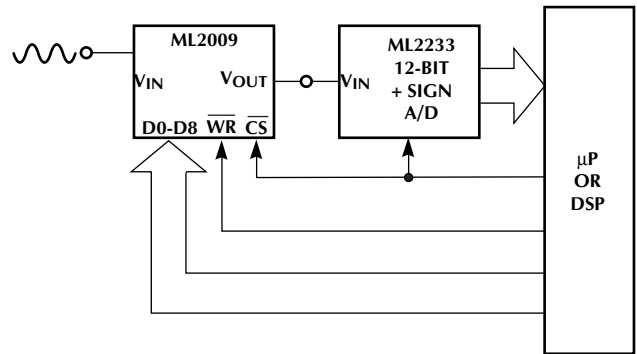 ML2009
VIN
VOUT
D0-D8 WR CS
ML2233
12-BIT
+ SIGN
A/D
VIN
µP
OR
DSP